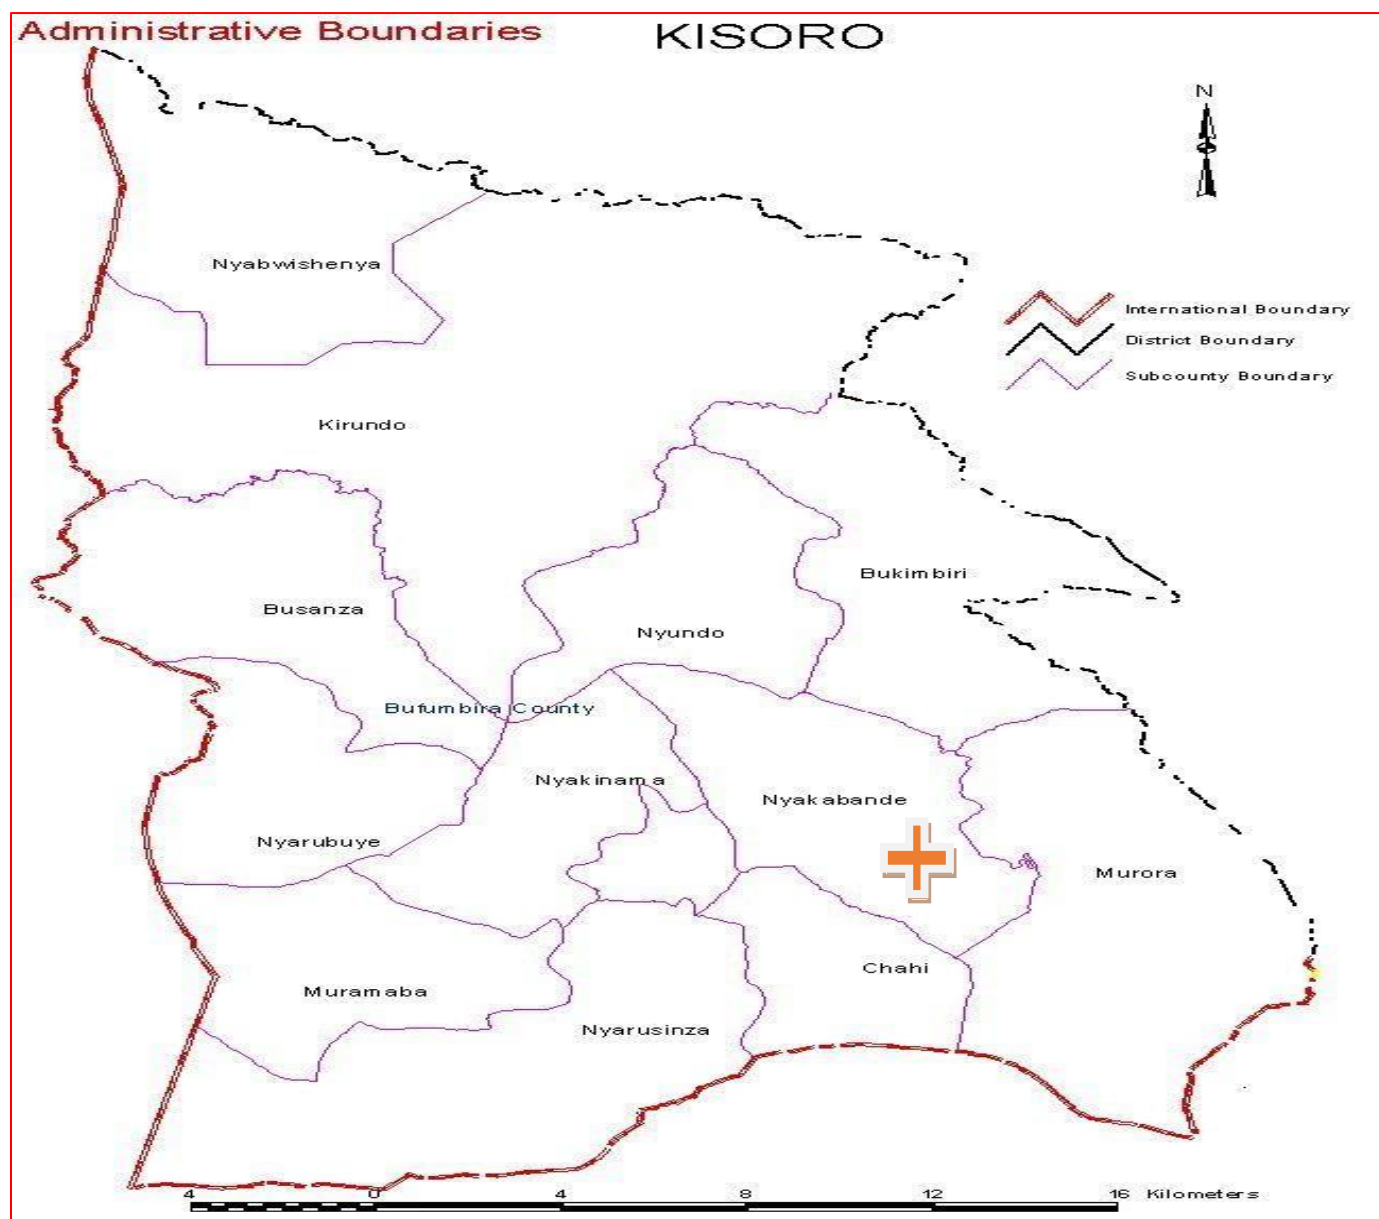 Administrative Boundaries
KISORO
N
Nyabwishenya
International Boundary
District Boundary
Subcounty Boundary
Kirundo
Bukimbiri
Busanza
Nyundo
Bufumbira County
Nyakinama
Nyakabande
Nyarubuye
Murora
Chahi
Muramaba
Nyarusinza
4 0 4 8 12 16 Kilometers